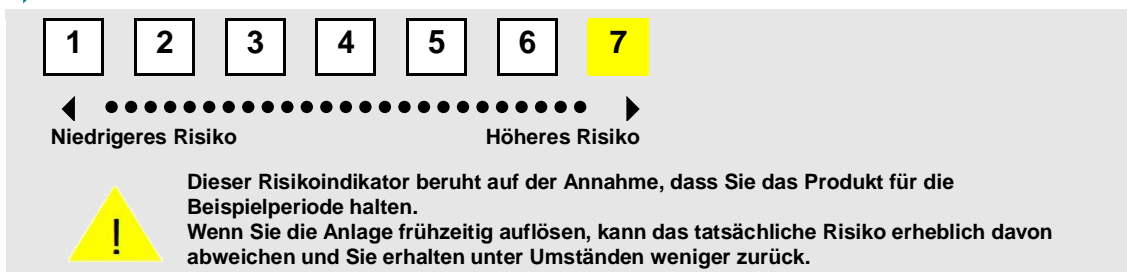 1 2 3 4 5 6 7
Niedrigeres Risiko Höheres Risiko
Dieser Risikoindikator beruht auf der Annahme, dass Sie das Produkt für die
Beispielperiode halten.
Wenn Sie die Anlage frühzeitig auflösen, kann das tatsächliche Risiko erheblich davon
abweichen und Sie erhalten unter Umständen weniger zurück.
!